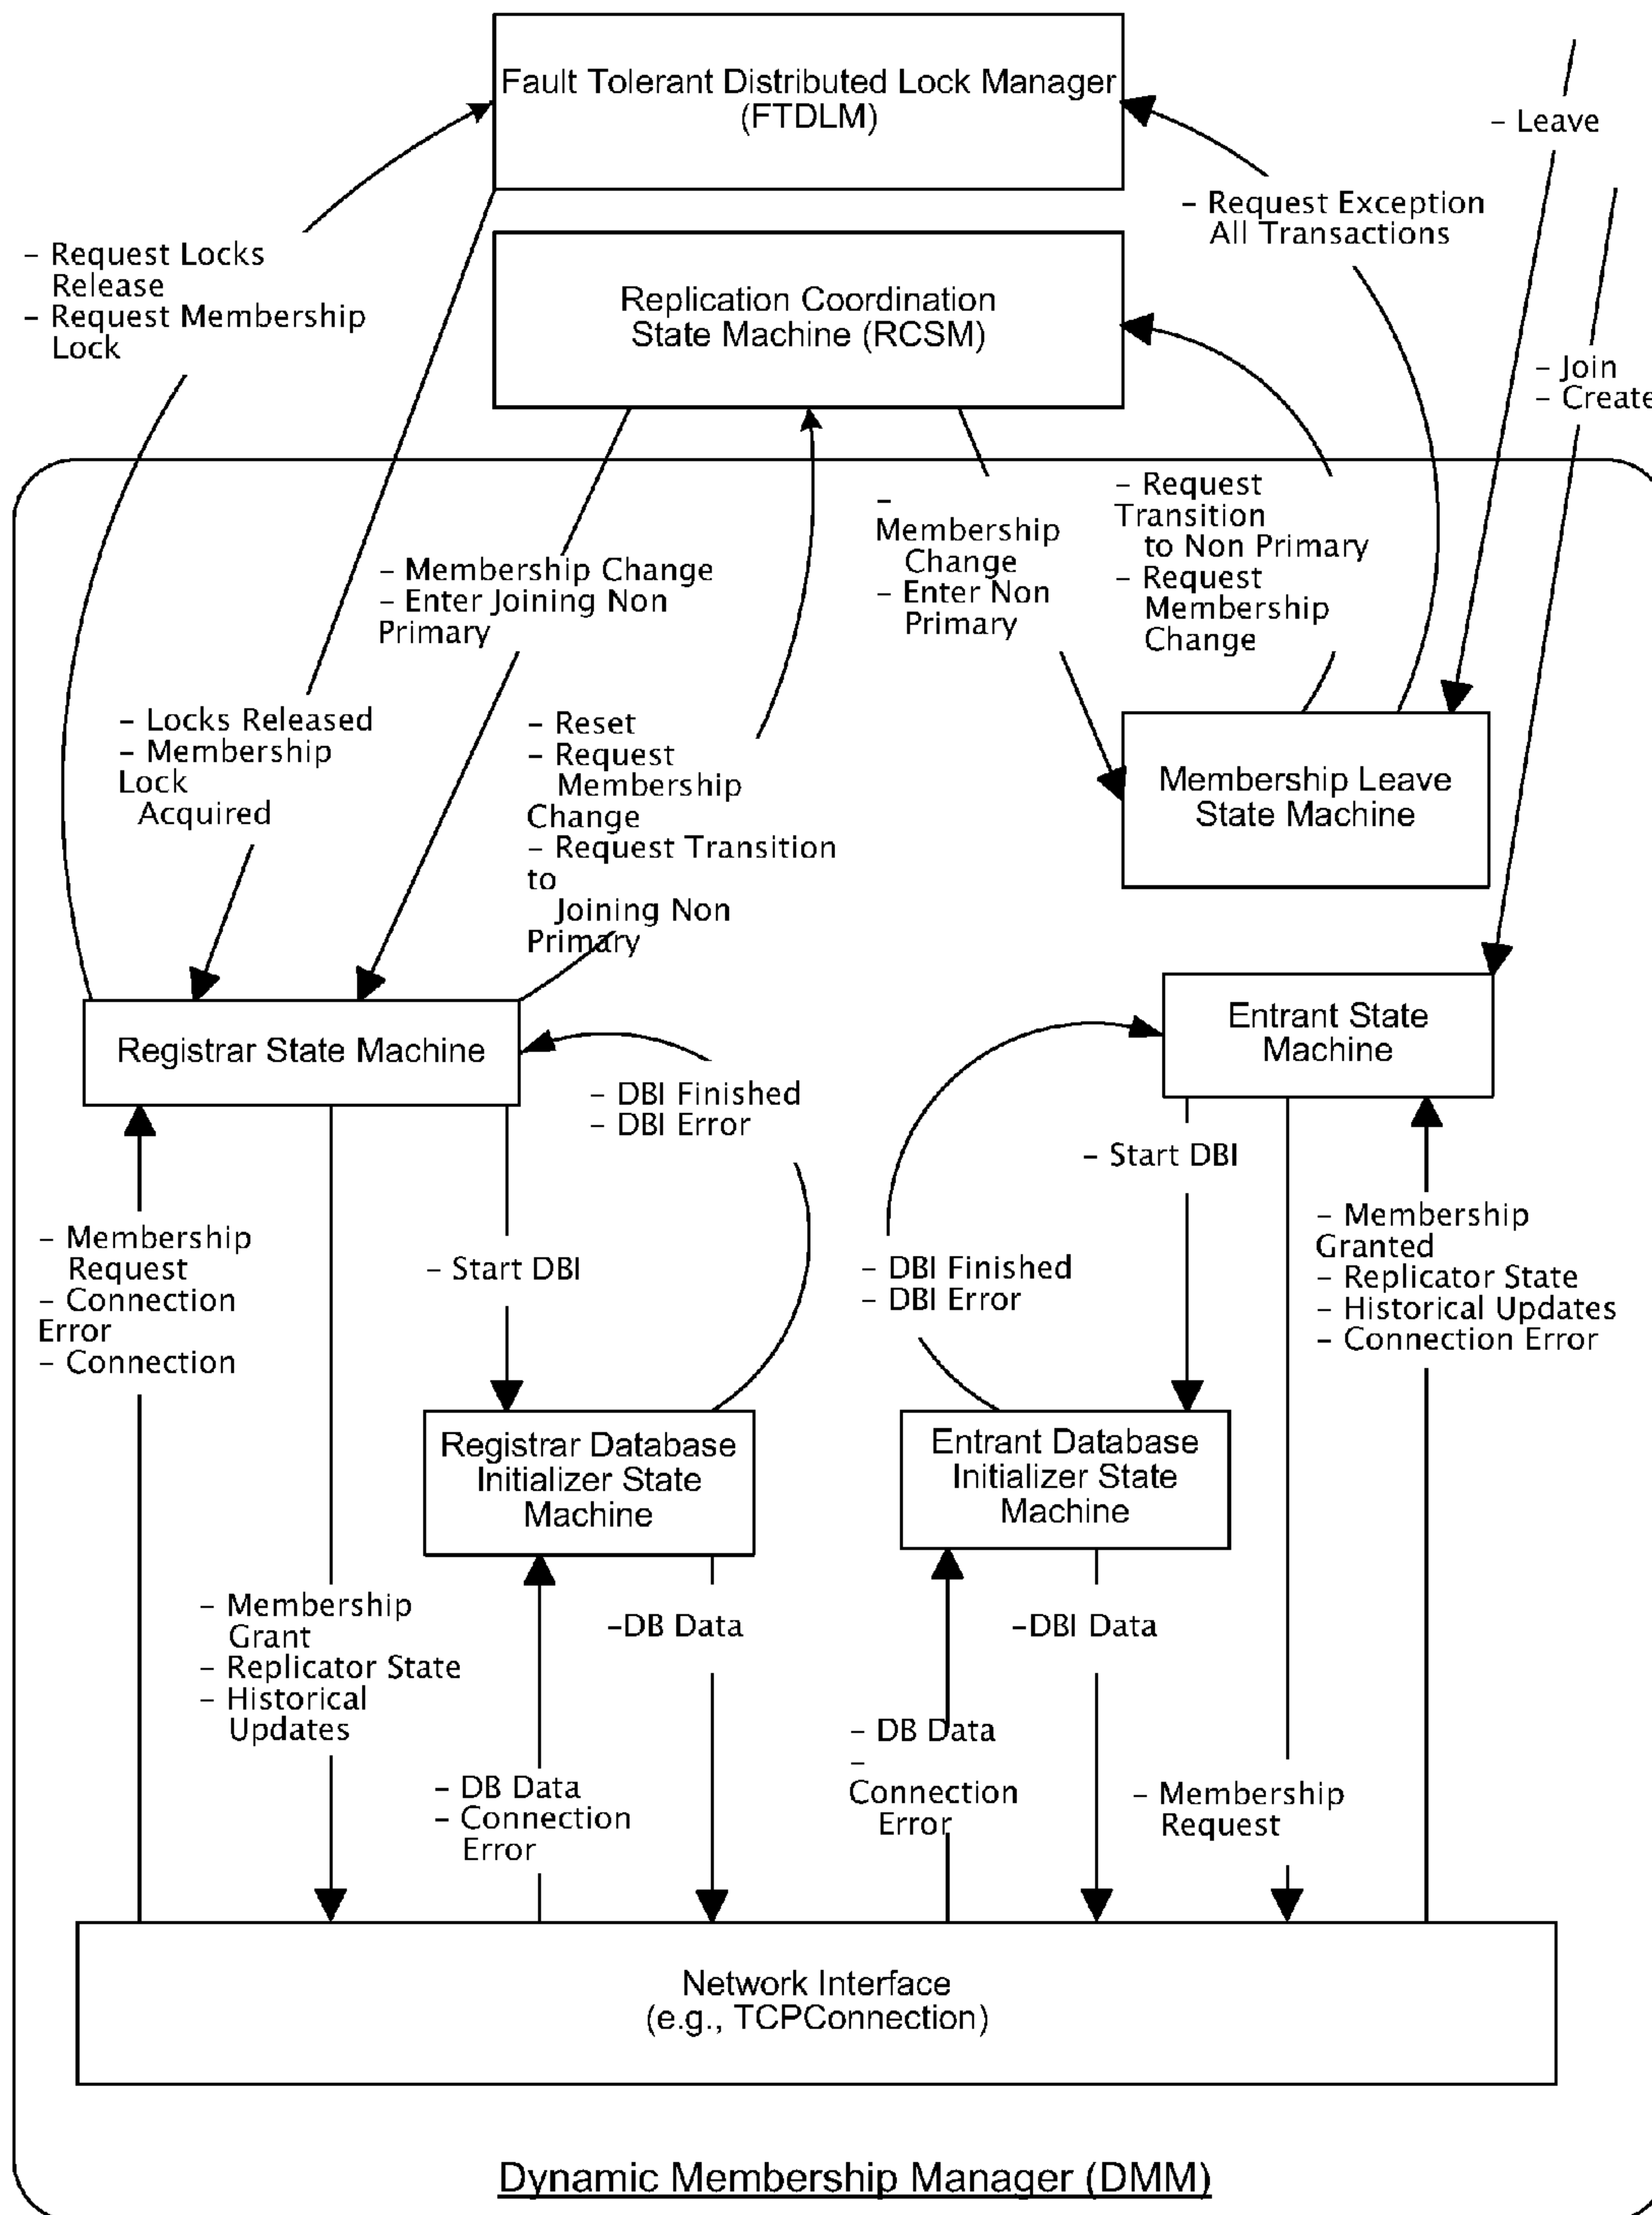 Fault Tolerant Distributed Lock Manager
(FTDLM)
– Leave
– Request Exception
All Transactions
– Request Locks
Release
– Request Membership
Lock
Replication Coordination
State Machine (RCSM)
– Join
– Create
–
Membership
Change
– Enter Non
Primary
– Request
Transition
to Non Primary
– Request
Membership
Change
– Membership Change
– Enter Joining Non
Primary
– Locks Released
– Membership
Lock
Acquired
– Reset
– Request
Membership
Change
– Request Transition
to
Joining Non
Primary
Membership Leave
State Machine
Registrar State Machine
Entrant State
Machine
– DBI Finished
– DBI Error
– Start DBI
– Membership
Request
– Connection
Error
– Connection
– Start DBI
– DBI Finished
– DBI Error
– Membership
Granted
– Replicator State
– Historical Updates
– Connection Error
Registrar Database
Initializer State
Machine
Entrant Database
Initializer State
Machine
– Membership
Grant
– Replicator State
– Historical
Updates
–DB Data
–DBI Data
– DB Data
– Connection
Error
– DB Data
–
Connection
Error
– Membership
Request
Network Interface
(e.g., TCPConnection)
Dynamic Membership Manager (DMM)